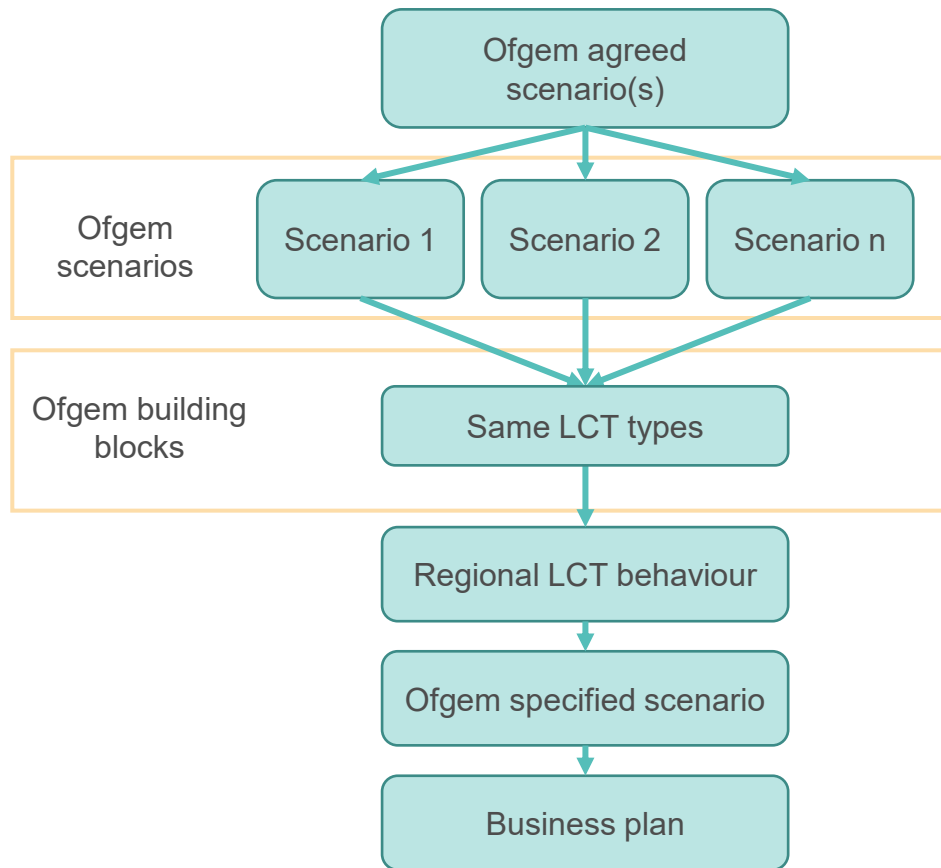 Ofgem agreed
scenario(s)
Ofgem
scenarios
Scenario 1
Scenario 2
Scenario n
Ofgem building
blocks
Same LCT types
Regional LCT behaviour
Ofgem specified scenario
Business plan